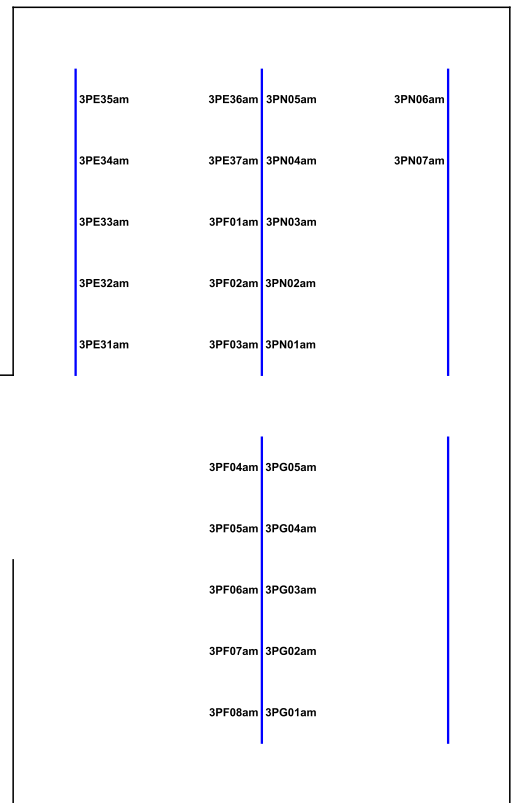 3PE35am 3PE36am 3PN05am 3PN06am
3PE34am 3PE37am 3PN04am 3PN07am
3PE33am 3PF01am 3PN03am
3PE32am 3PF02am 3PN02am
3PE31am 3PF03am 3PN01am
3PF04am 3PG05am
3PF05am 3PG04am
3PF06am 3PG03am
3PF07am 3PG02am
3PF08am 3PG01am